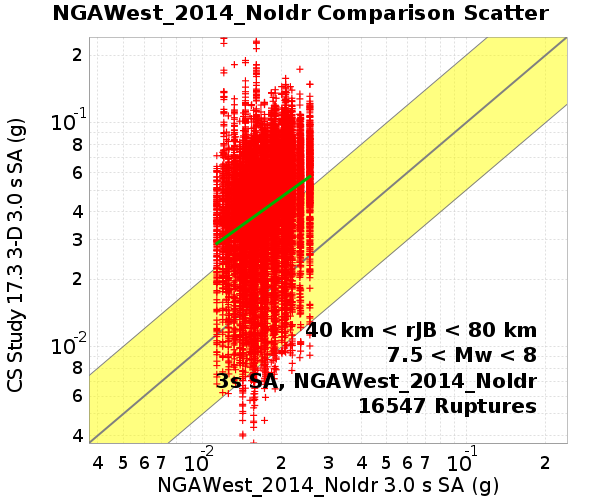 NGAWest_2014_NoIdr Comparison Scatter
CS Study 17.3 3-D 3.0 s SA (g)
2
10-1
8
6
4
3
2
10-2
8
6
4
40 km < rJB < 80 km
7.5 < Mw < 8
3s SA, NGAWest_2014_NoIdr
16547 Ruptures
4 5 6 7 10-2 2 3 4 5 6 7 10-1 2
NGAWest_2014_NoIdr 3.0 s SA (g)